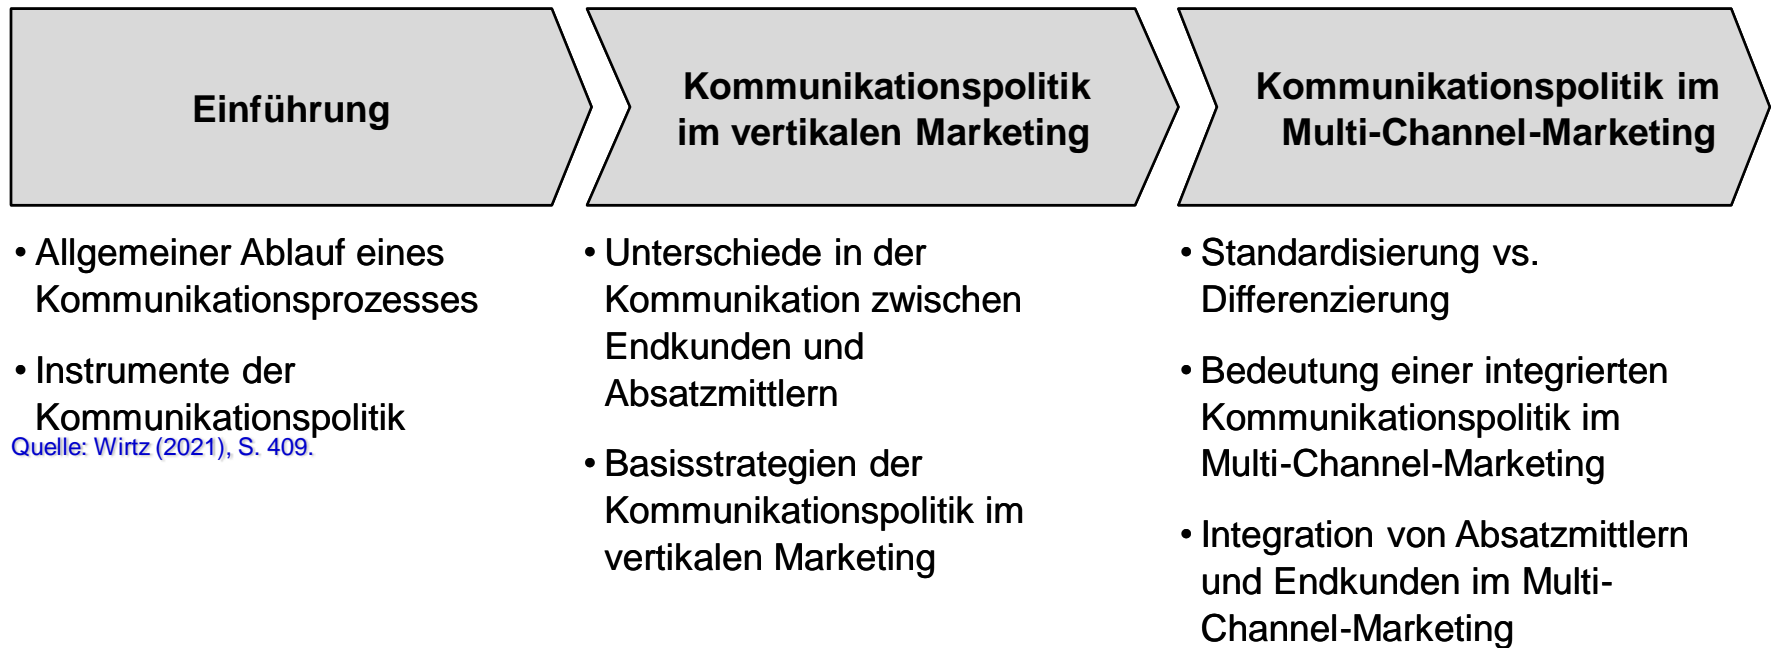 Einführung
• Allgemeiner Ablauf eines
Kommunikationsprozesses
• Instrumente der
Kommunikationspolitik
Quelle: Wirtz (2021), S. 409.
Kommunikationspolitik
im vertikalen Marketing
• Unterschiede in der
Kommunikation zwischen
Endkunden und
Absatzmittlern
• Basisstrategien der
Kommunikationspolitik im
vertikalen Marketing
Kommunikationspolitik im
Multi-Channel-Marketing
• Standardisierung vs.
Differenzierung
• Bedeutung einer integrierten
Kommunikationspolitik im
Multi-Channel-Marketing
• Integration von Absatzmittlern
und Endkunden im Multi-
Channel-Marketing